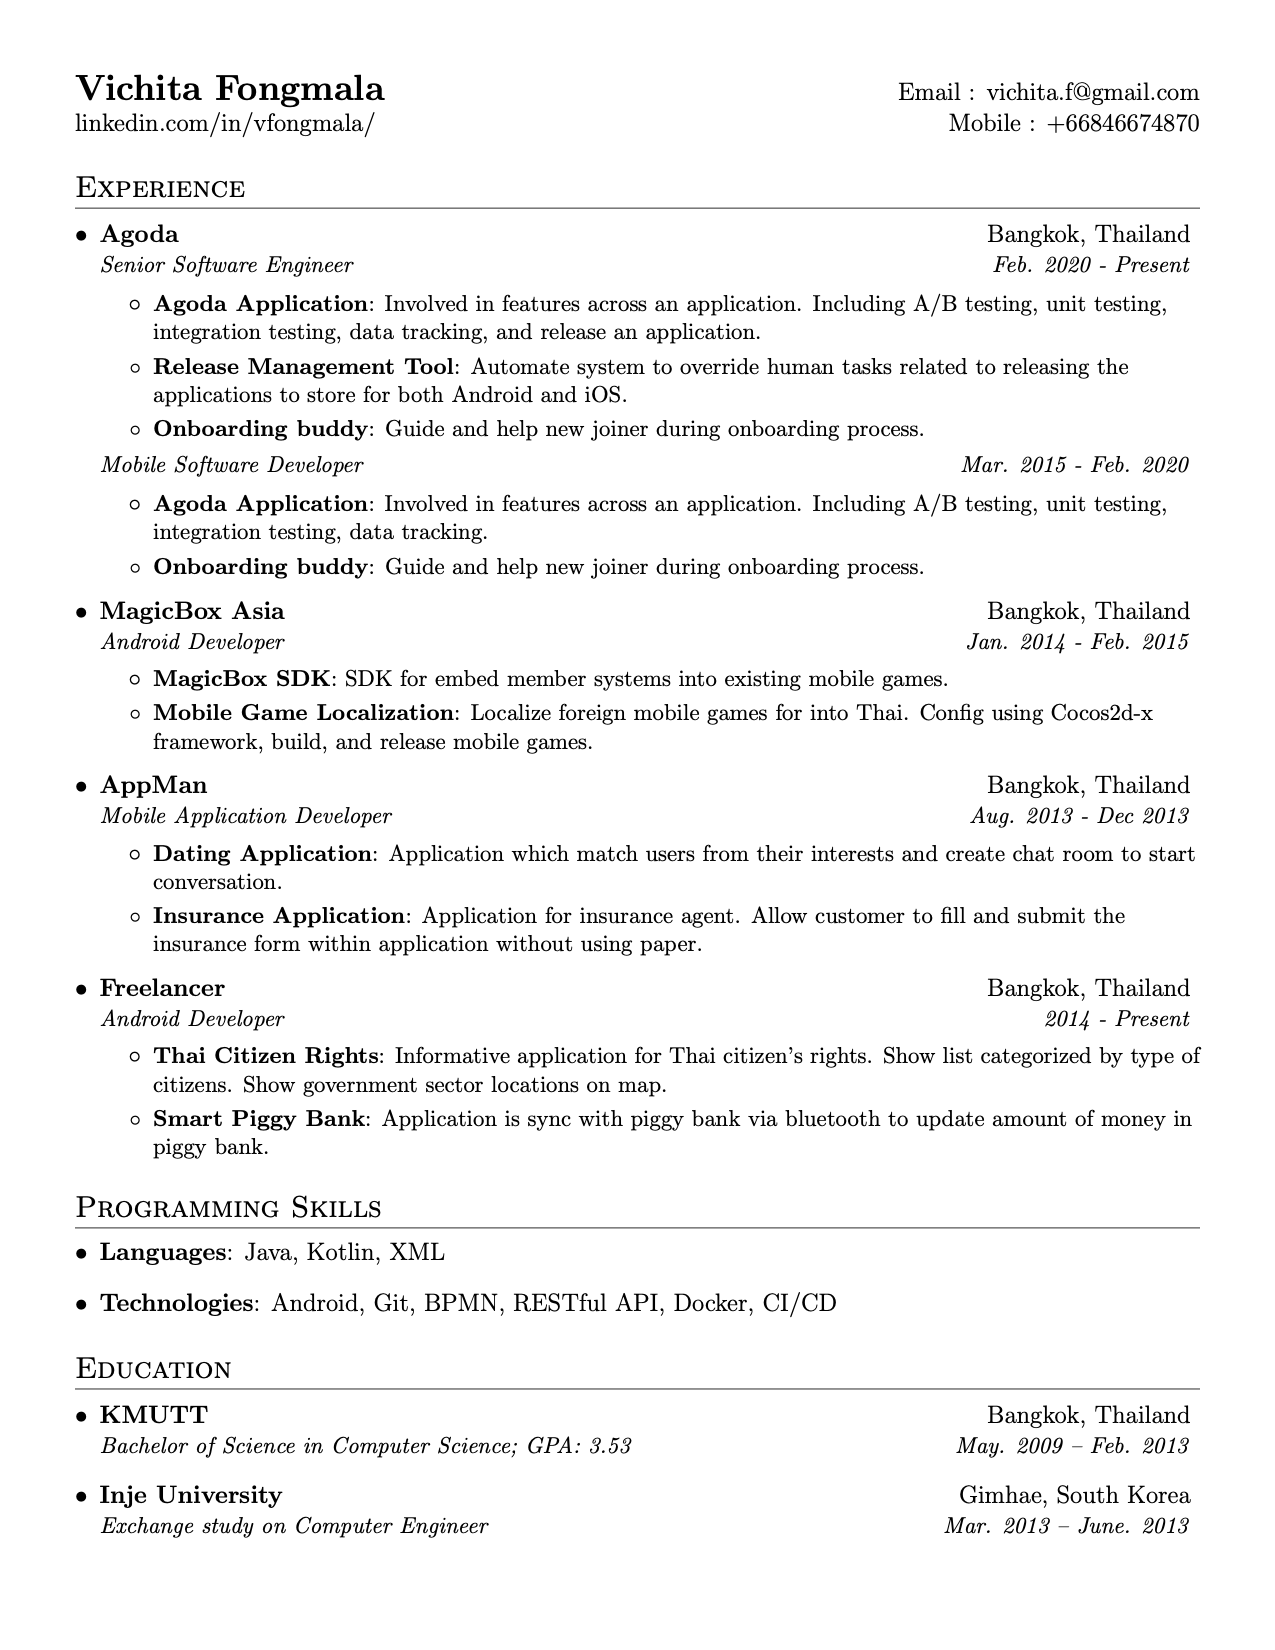 Vichita Fongmala
Email : vichita.f@gmail.com
linkedin.com/in/vfongmala/
Mobile : +66846674870
Experience
• Agoda
Bangkok, Thailand
Senior Software Engineer
Feb. 2020 - Present
◦ Agoda Application: Involved in features across an application. Including A/B testing, unit testing,
integration testing, data tracking, and release an application.
◦ Release Management Tool: Automate system to override human tasks related to releasing the
applications to store for both Android and iOS.
◦ Onboarding buddy: Guide and help new joiner during onboarding process.
Mobile Software Developer
Mar. 2015 - Feb. 2020
◦ Agoda Application: Involved in features across an application. Including A/B testing, unit testing,
integration testing, data tracking.
◦ Onboarding buddy: Guide and help new joiner during onboarding process.
• MagicBox Asia
Bangkok, Thailand
Android Developer
Jan. 2014 - Feb. 2015
◦ MagicBox SDK: SDK for embed member systems into existing mobile games.
◦ Mobile Game Localization: Localize foreign mobile games for into Thai. Config using Cocos2d-x
framework, build, and release mobile games.
• AppMan
Bangkok, Thailand
Mobile Application Developer
Aug. 2013 - Dec 2013
◦ Dating Application: Application which match users from their interests and create chat room to start
conversation.
◦ Insurance Application: Application for insurance agent. Allow customer to fill and submit the
insurance form within application without using paper.
• Freelancer
Bangkok, Thailand
Android Developer
2014 - Present
◦ Thai Citizen Rights: Informative application for Thai citizen's rights. Show list categorized by type of
citizens. Show government sector locations on map.
◦ Smart Piggy Bank: Application is sync with piggy bank via bluetooth to update amount of money in
piggy bank.
Programming Skills
• Languages: Java, Kotlin, XML
• Technologies: Android, Git, BPMN, RESTful API, Docker, CI/CD
Education
• KMUTT
Bangkok, Thailand
Bachelor of Science in Computer Science; GPA: 3.53
May. 2009 – Feb. 2013
• Inje University
Gimhae, South Korea
Exchange study on Computer Engineer
Mar. 2013 – June. 2013